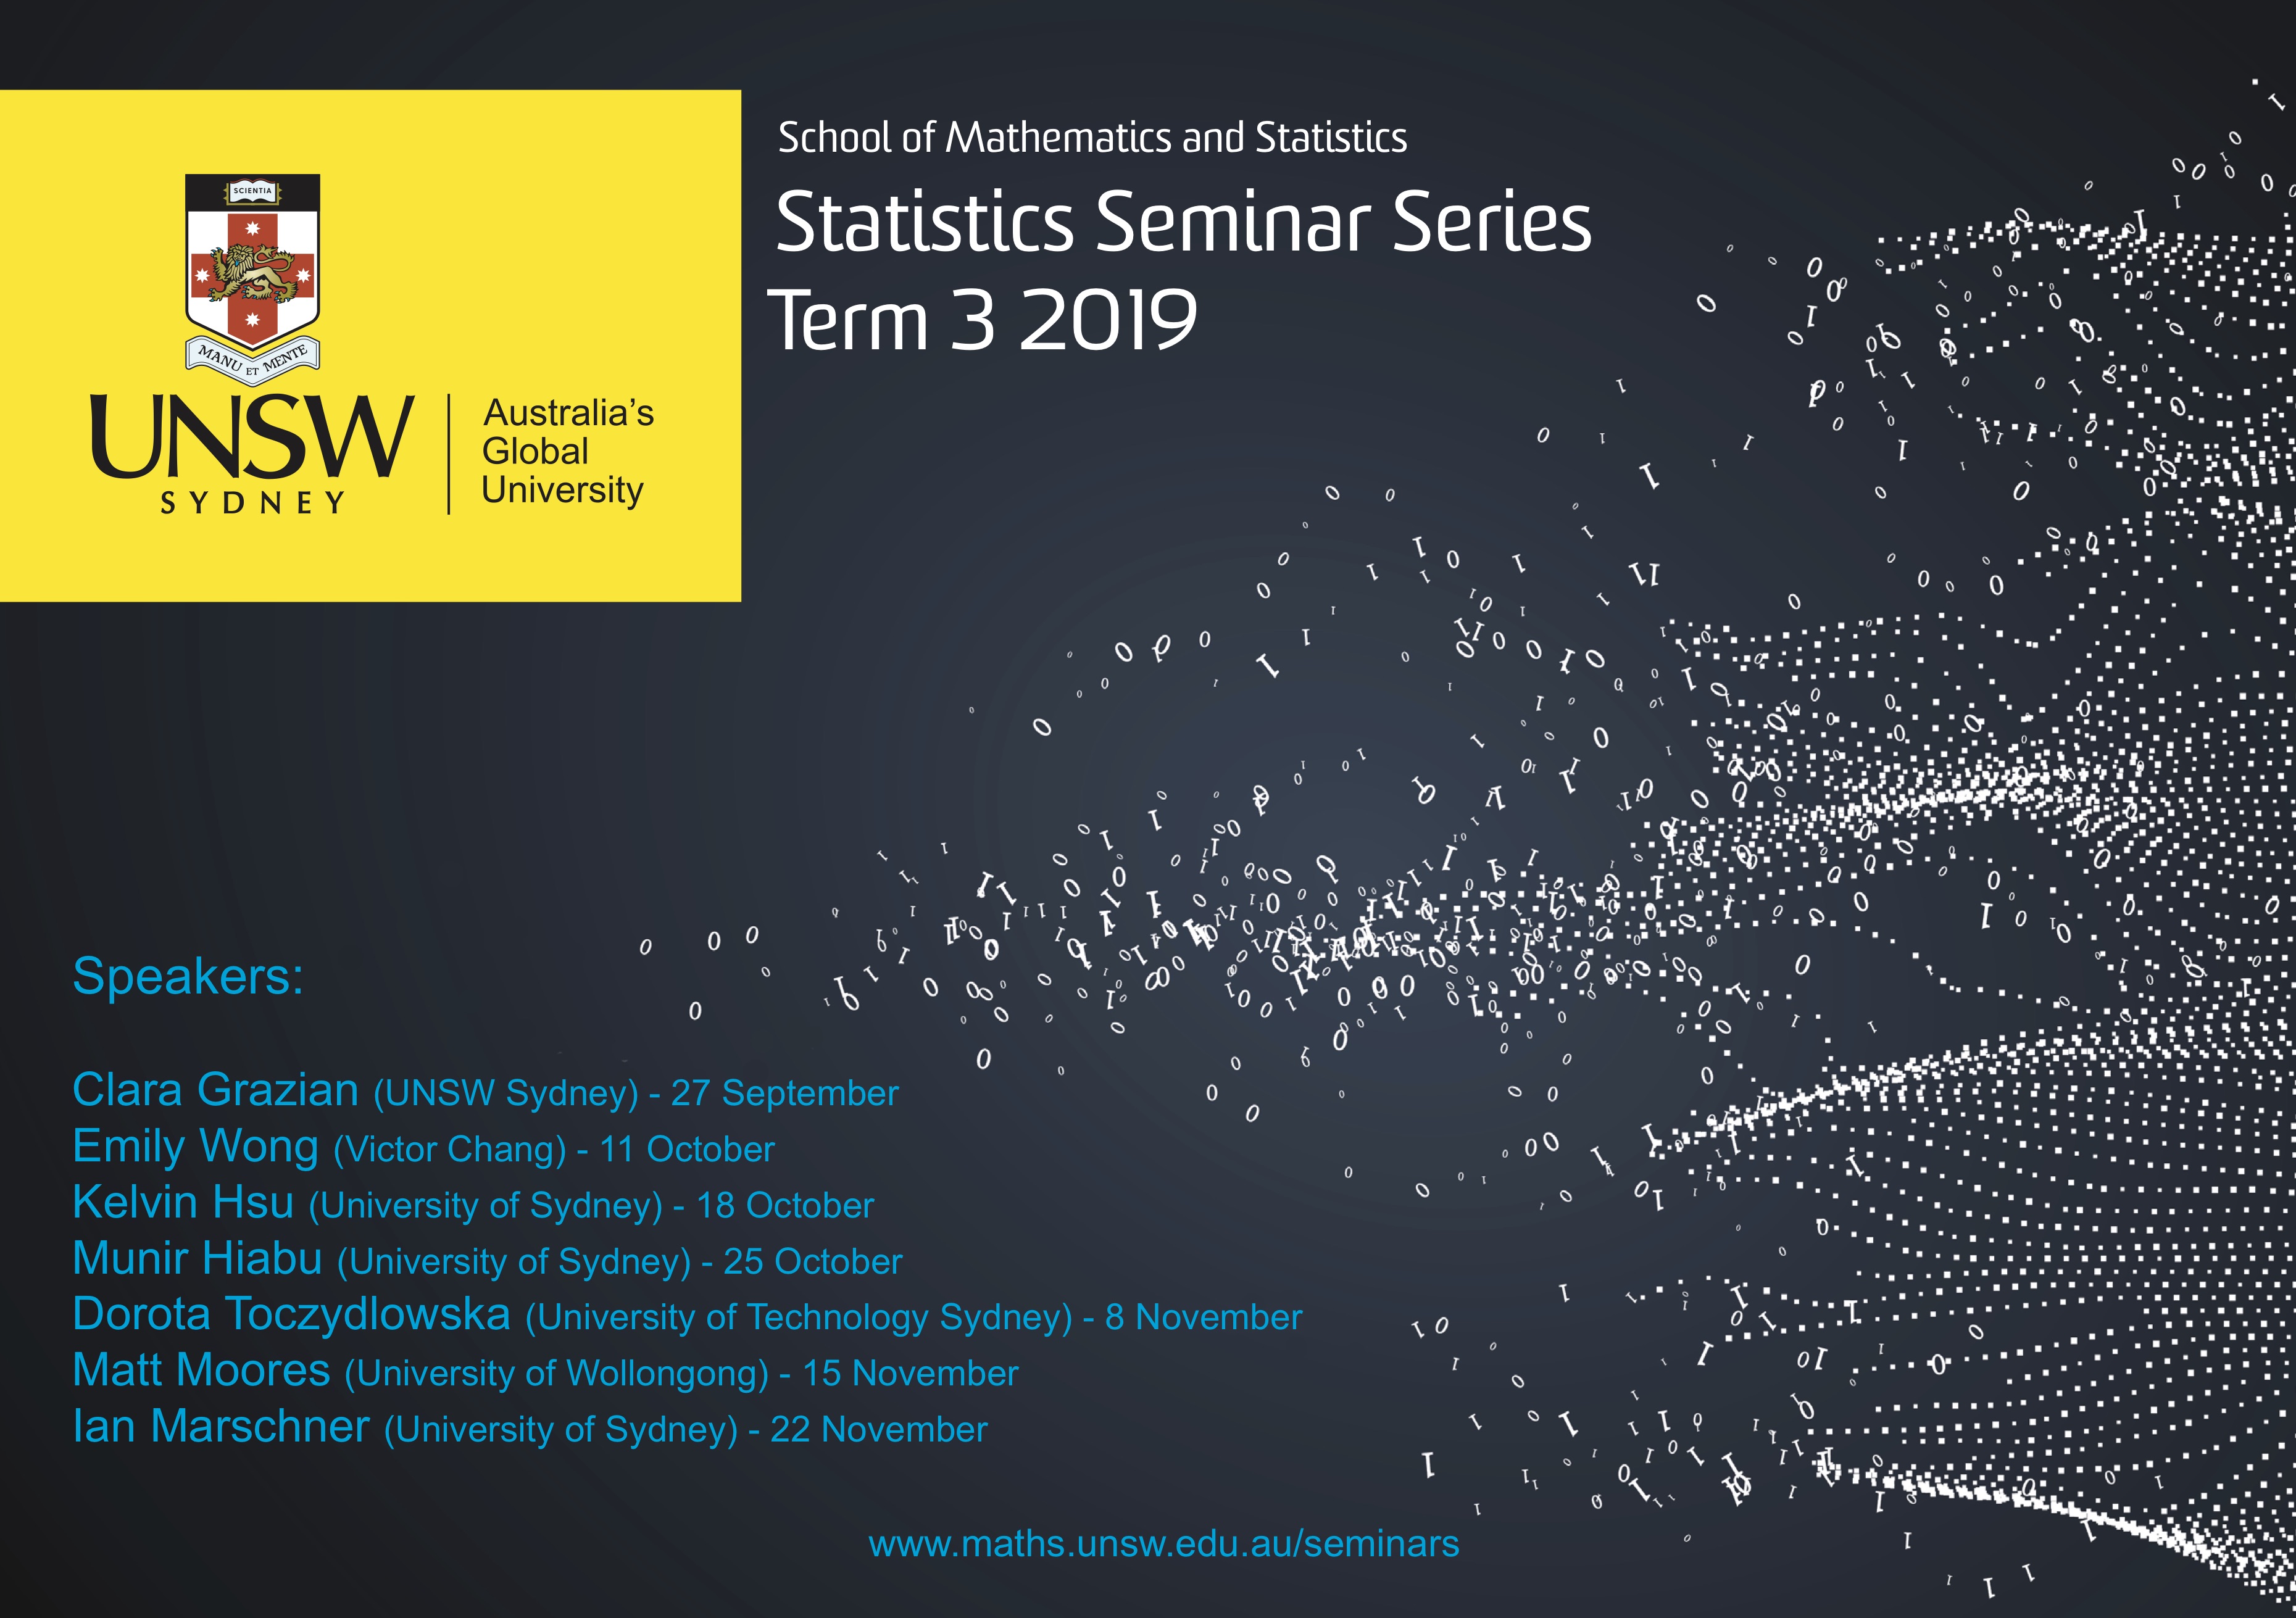 SCIENTIA
MANU ET MENTE
UNSW
SYDNEY
Australia's
Global
University
School of Mathematics and Statistics
Statistics Seminar Series
Term 3 2019
Speakers:
Clara Grazian (UNSW Sydney) - 27 September
Emily Wong (Victor Chang) - 11 October
Kelvin Hsu (University of Sydney) - 18 October
Munir Hiabu (University of Sydney) - 25 October
Dorota Toczydlowska (University of Technology Sydney) - 8 November
Matt Moores (University of Wollongong) - 15 November
Ian Marschner (University of Sydney) - 22 November
www.maths.unsw.edu.au/seminars